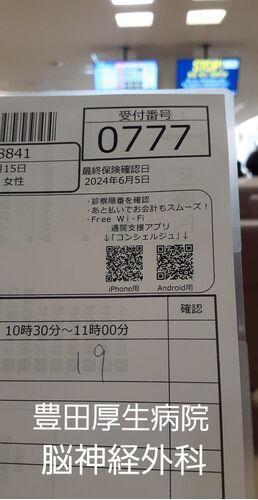 受付番号
0777
8841
15日
女性
最終保険確認日
2024年6月5日
・診察順番を確認
・あと払いでお会計もスムーズ！
・Free Wi-Fi
通院支援アプリ
↓「コンシェルジュ」↓
iPhone用 Android用
確認
10時30分～11時00分
19
豊田厚生病院
脳神経外科